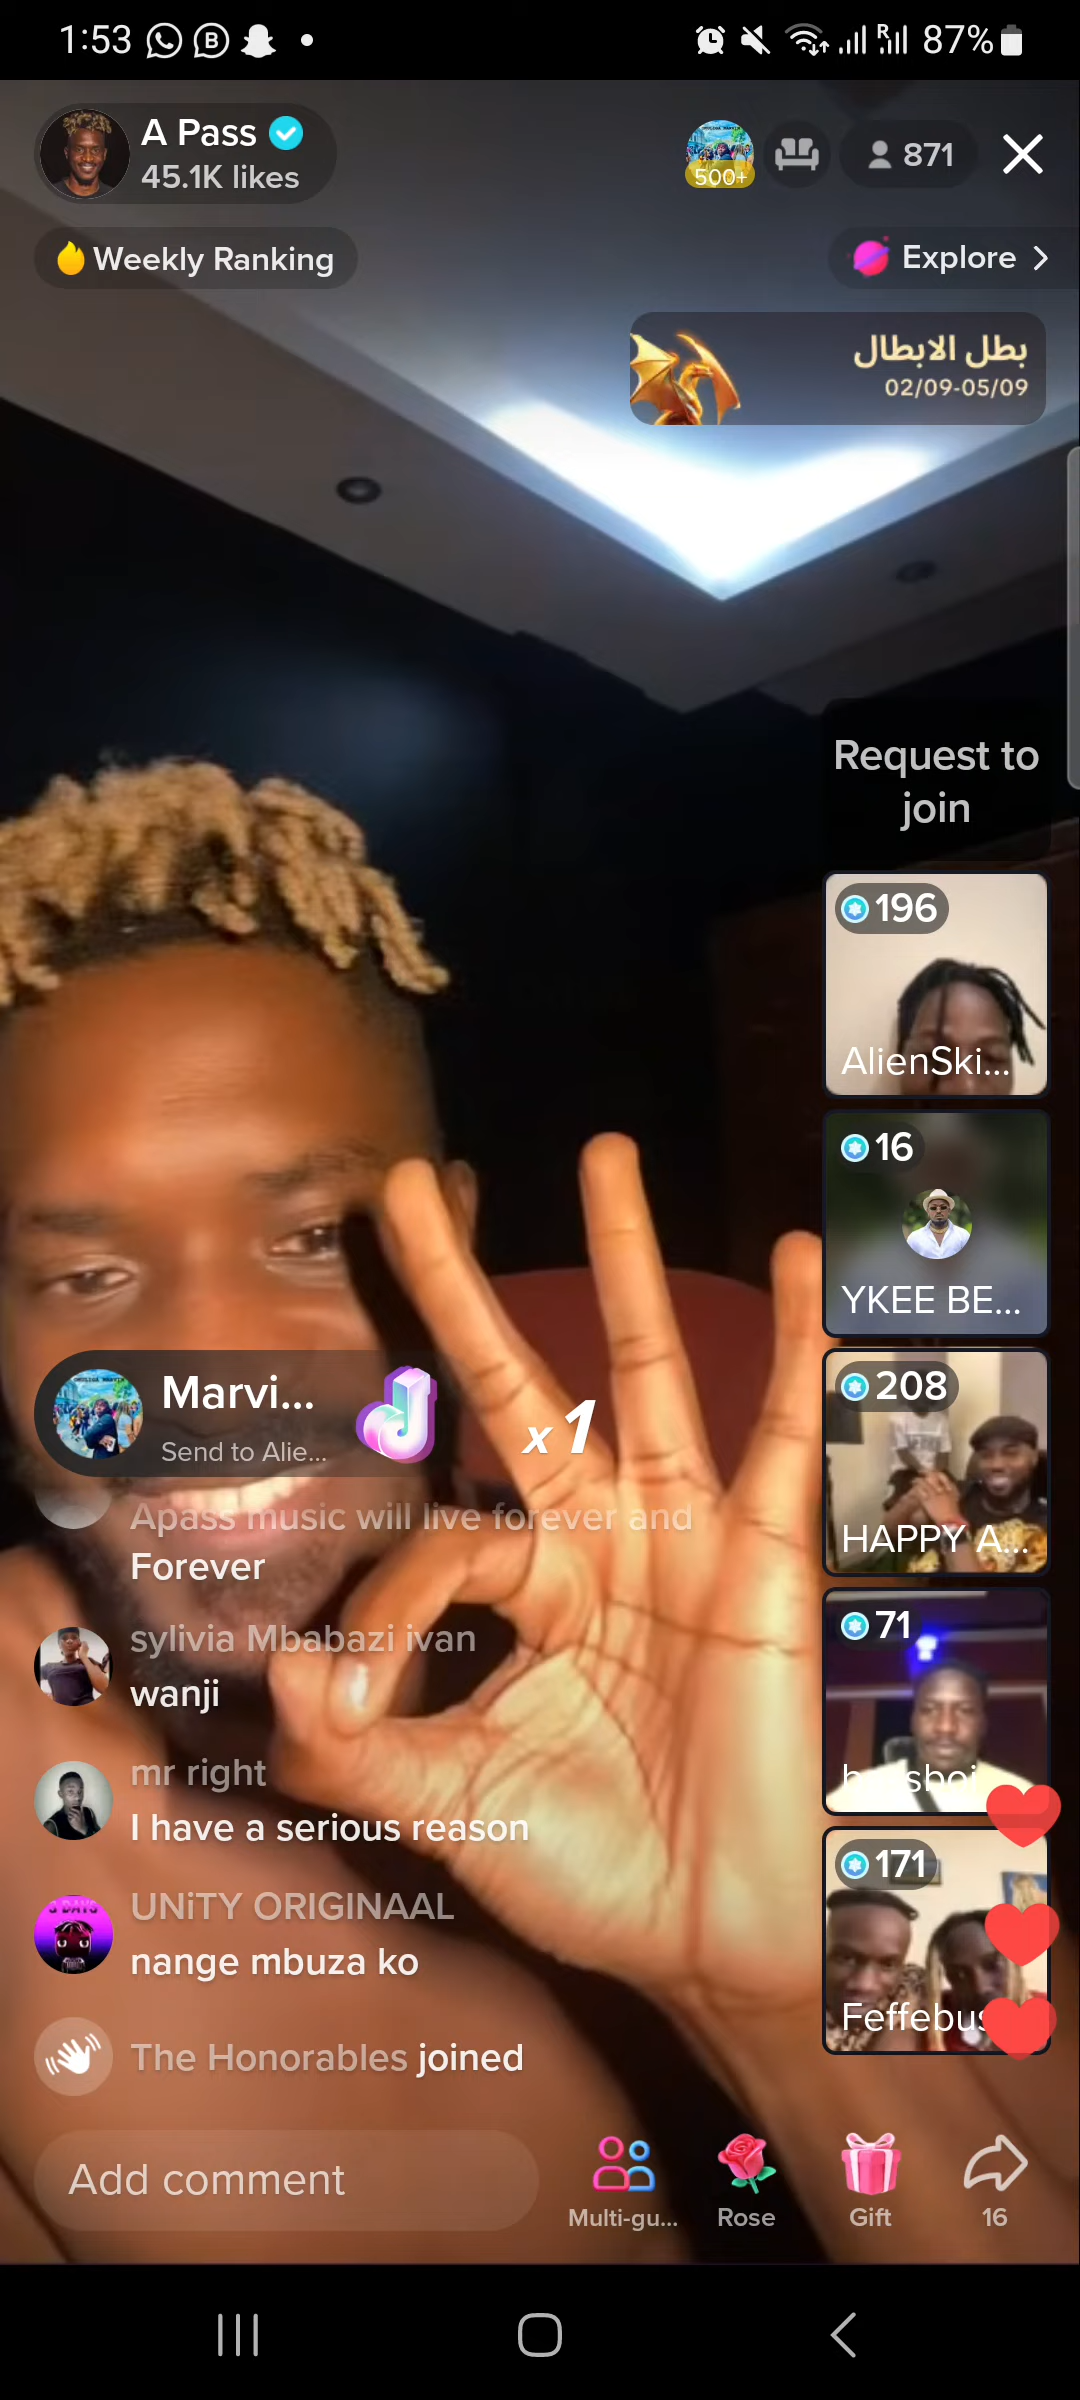 1:53
87%
A Pass
45.1K likes
500+
871
Weekly Ranking
Explore
بطل الابطال
02/09-05/09
Request to
join
196
AlienSki...
16
YKEE BE...
208
HAPPY A...
71
171
Marvi...
Send to Alie...
x1
Apass music will live forever and
Forever
sylivia Mbabazi ivan
wanji
mr right
I have a serious reason
UNiTY ORIGINAAL
nange mbuza ko
The Honorables joined
Add comment
Multi-gu...
Rose
Gift
16